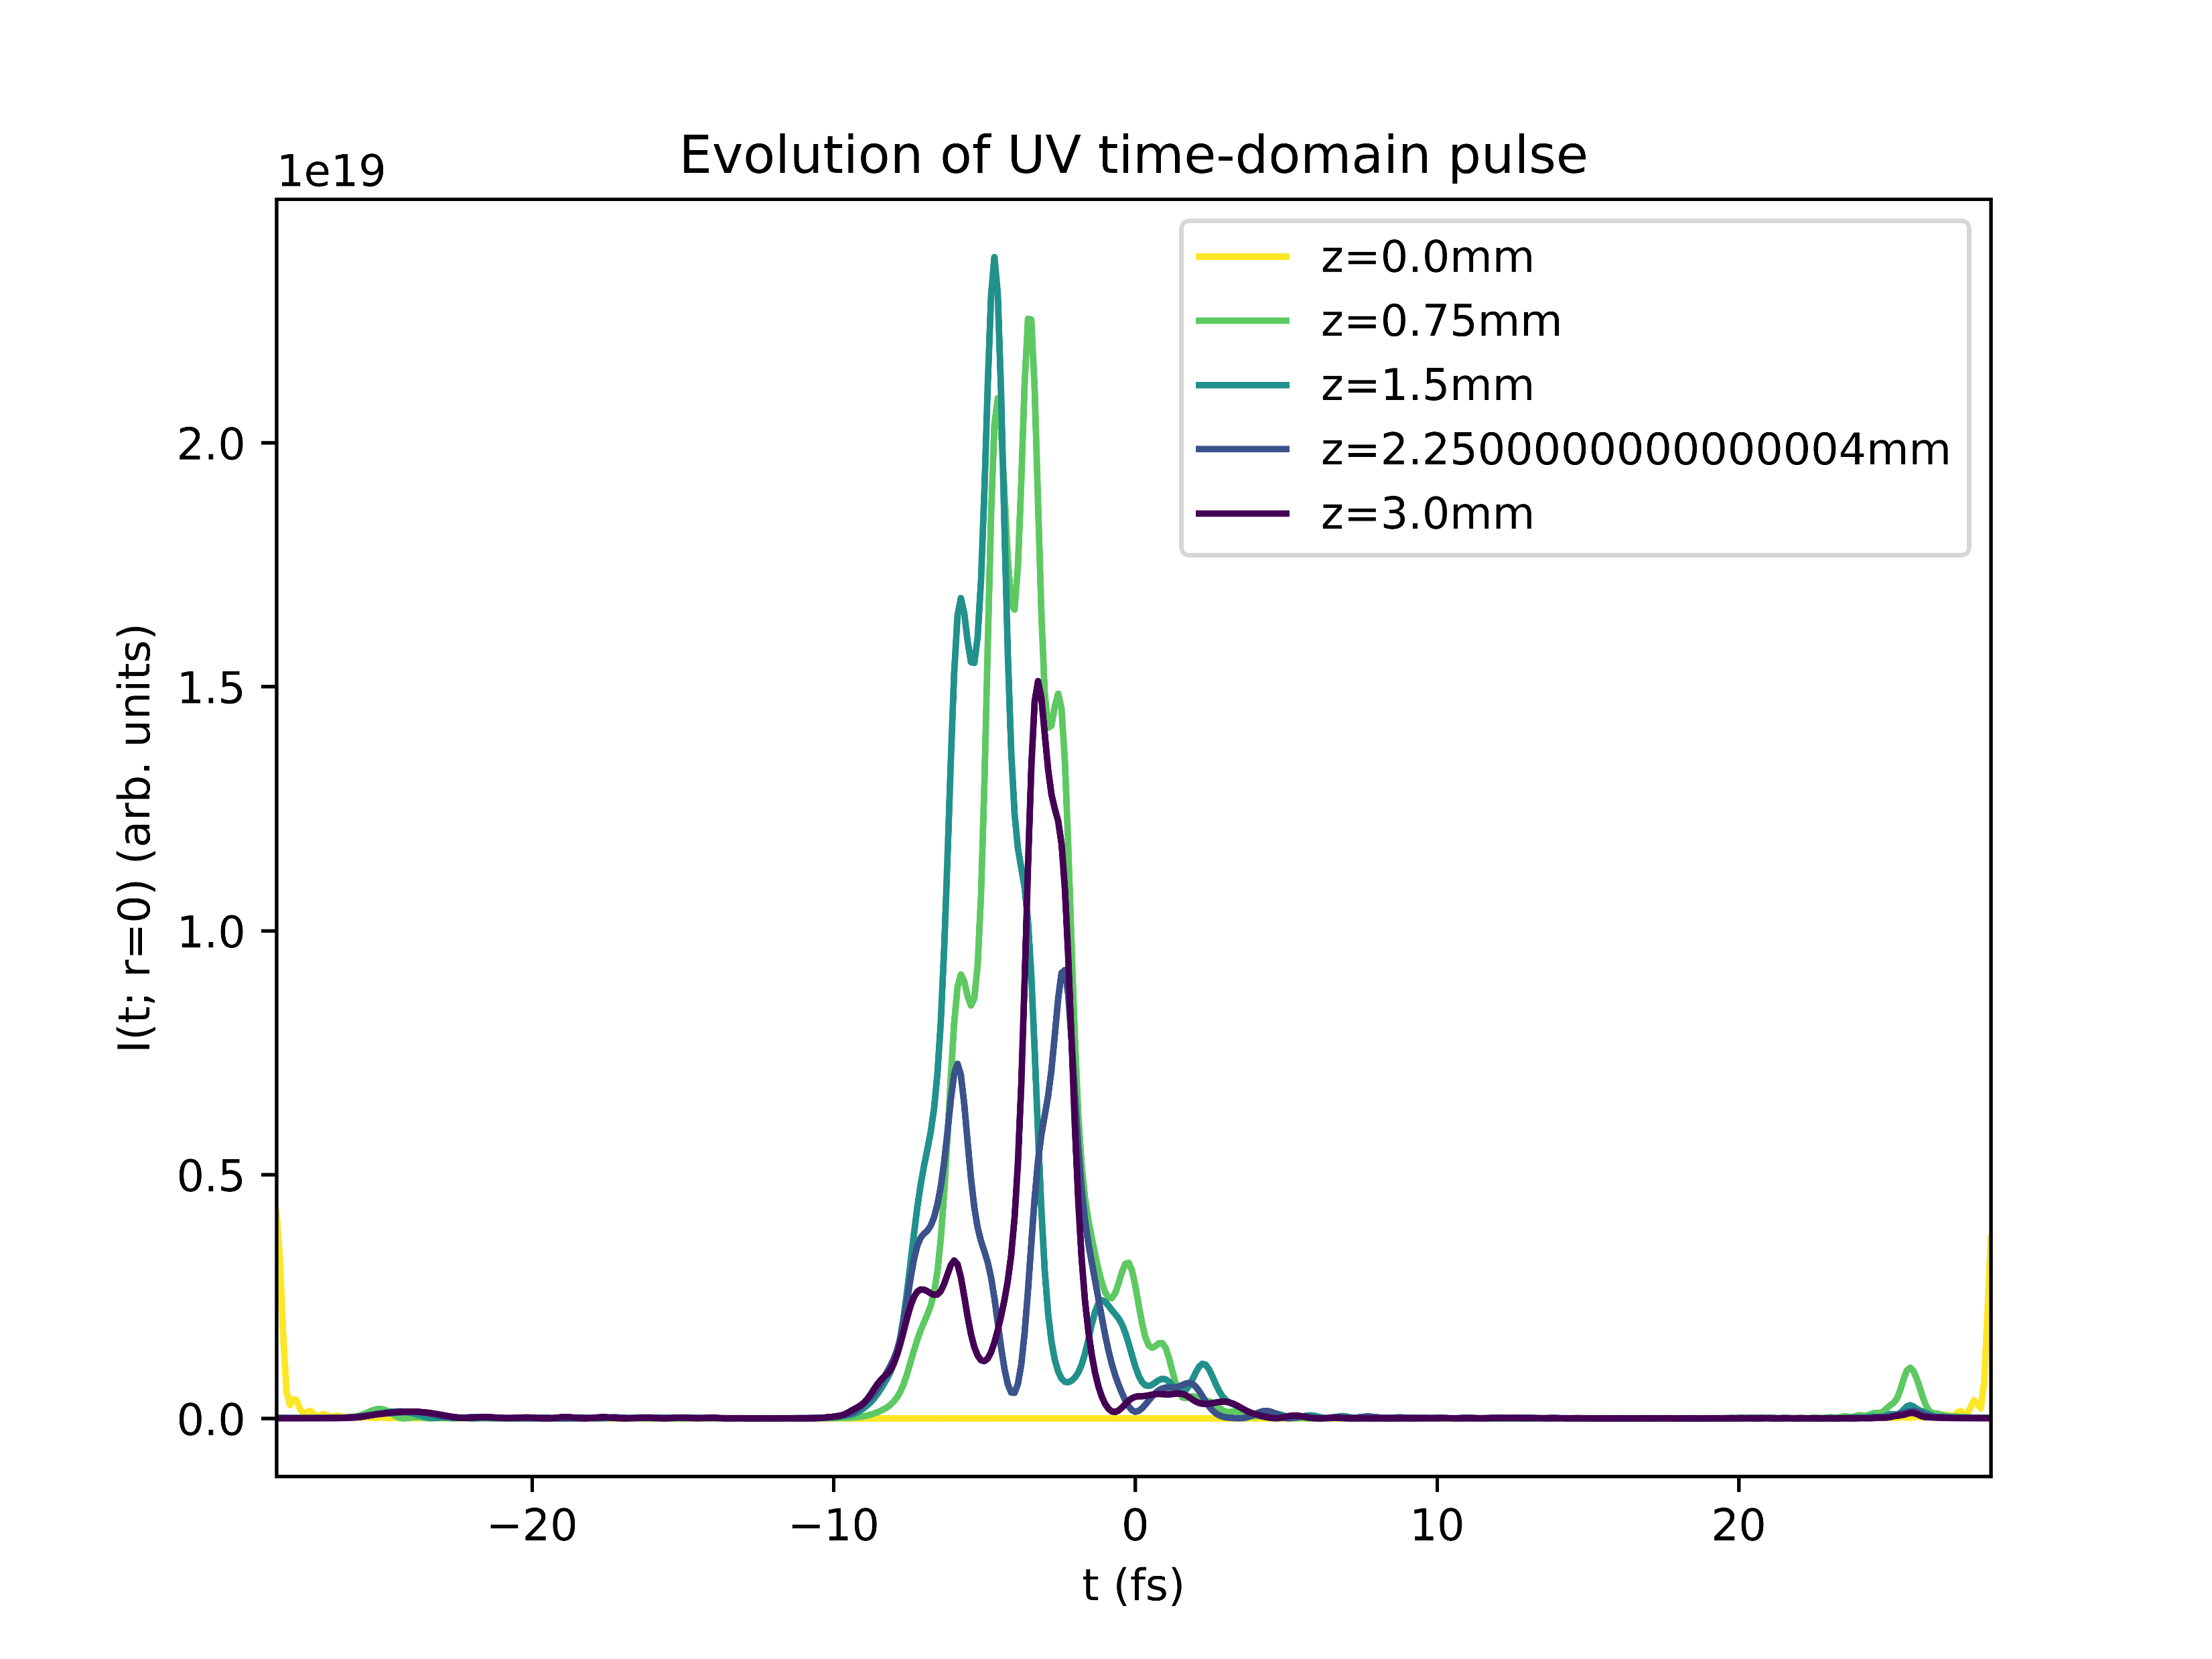 Evolution of UV time-domain pulse
1e19
z=0.0mm
z=0.75mm
z=1.5mm
z=2.2500000000000004mm
z=3.0mm
I(t; r=0) (arb. units)
2.0
1.5
1.0
0.5
0.0
−20 −10 0 10 20
t (fs)